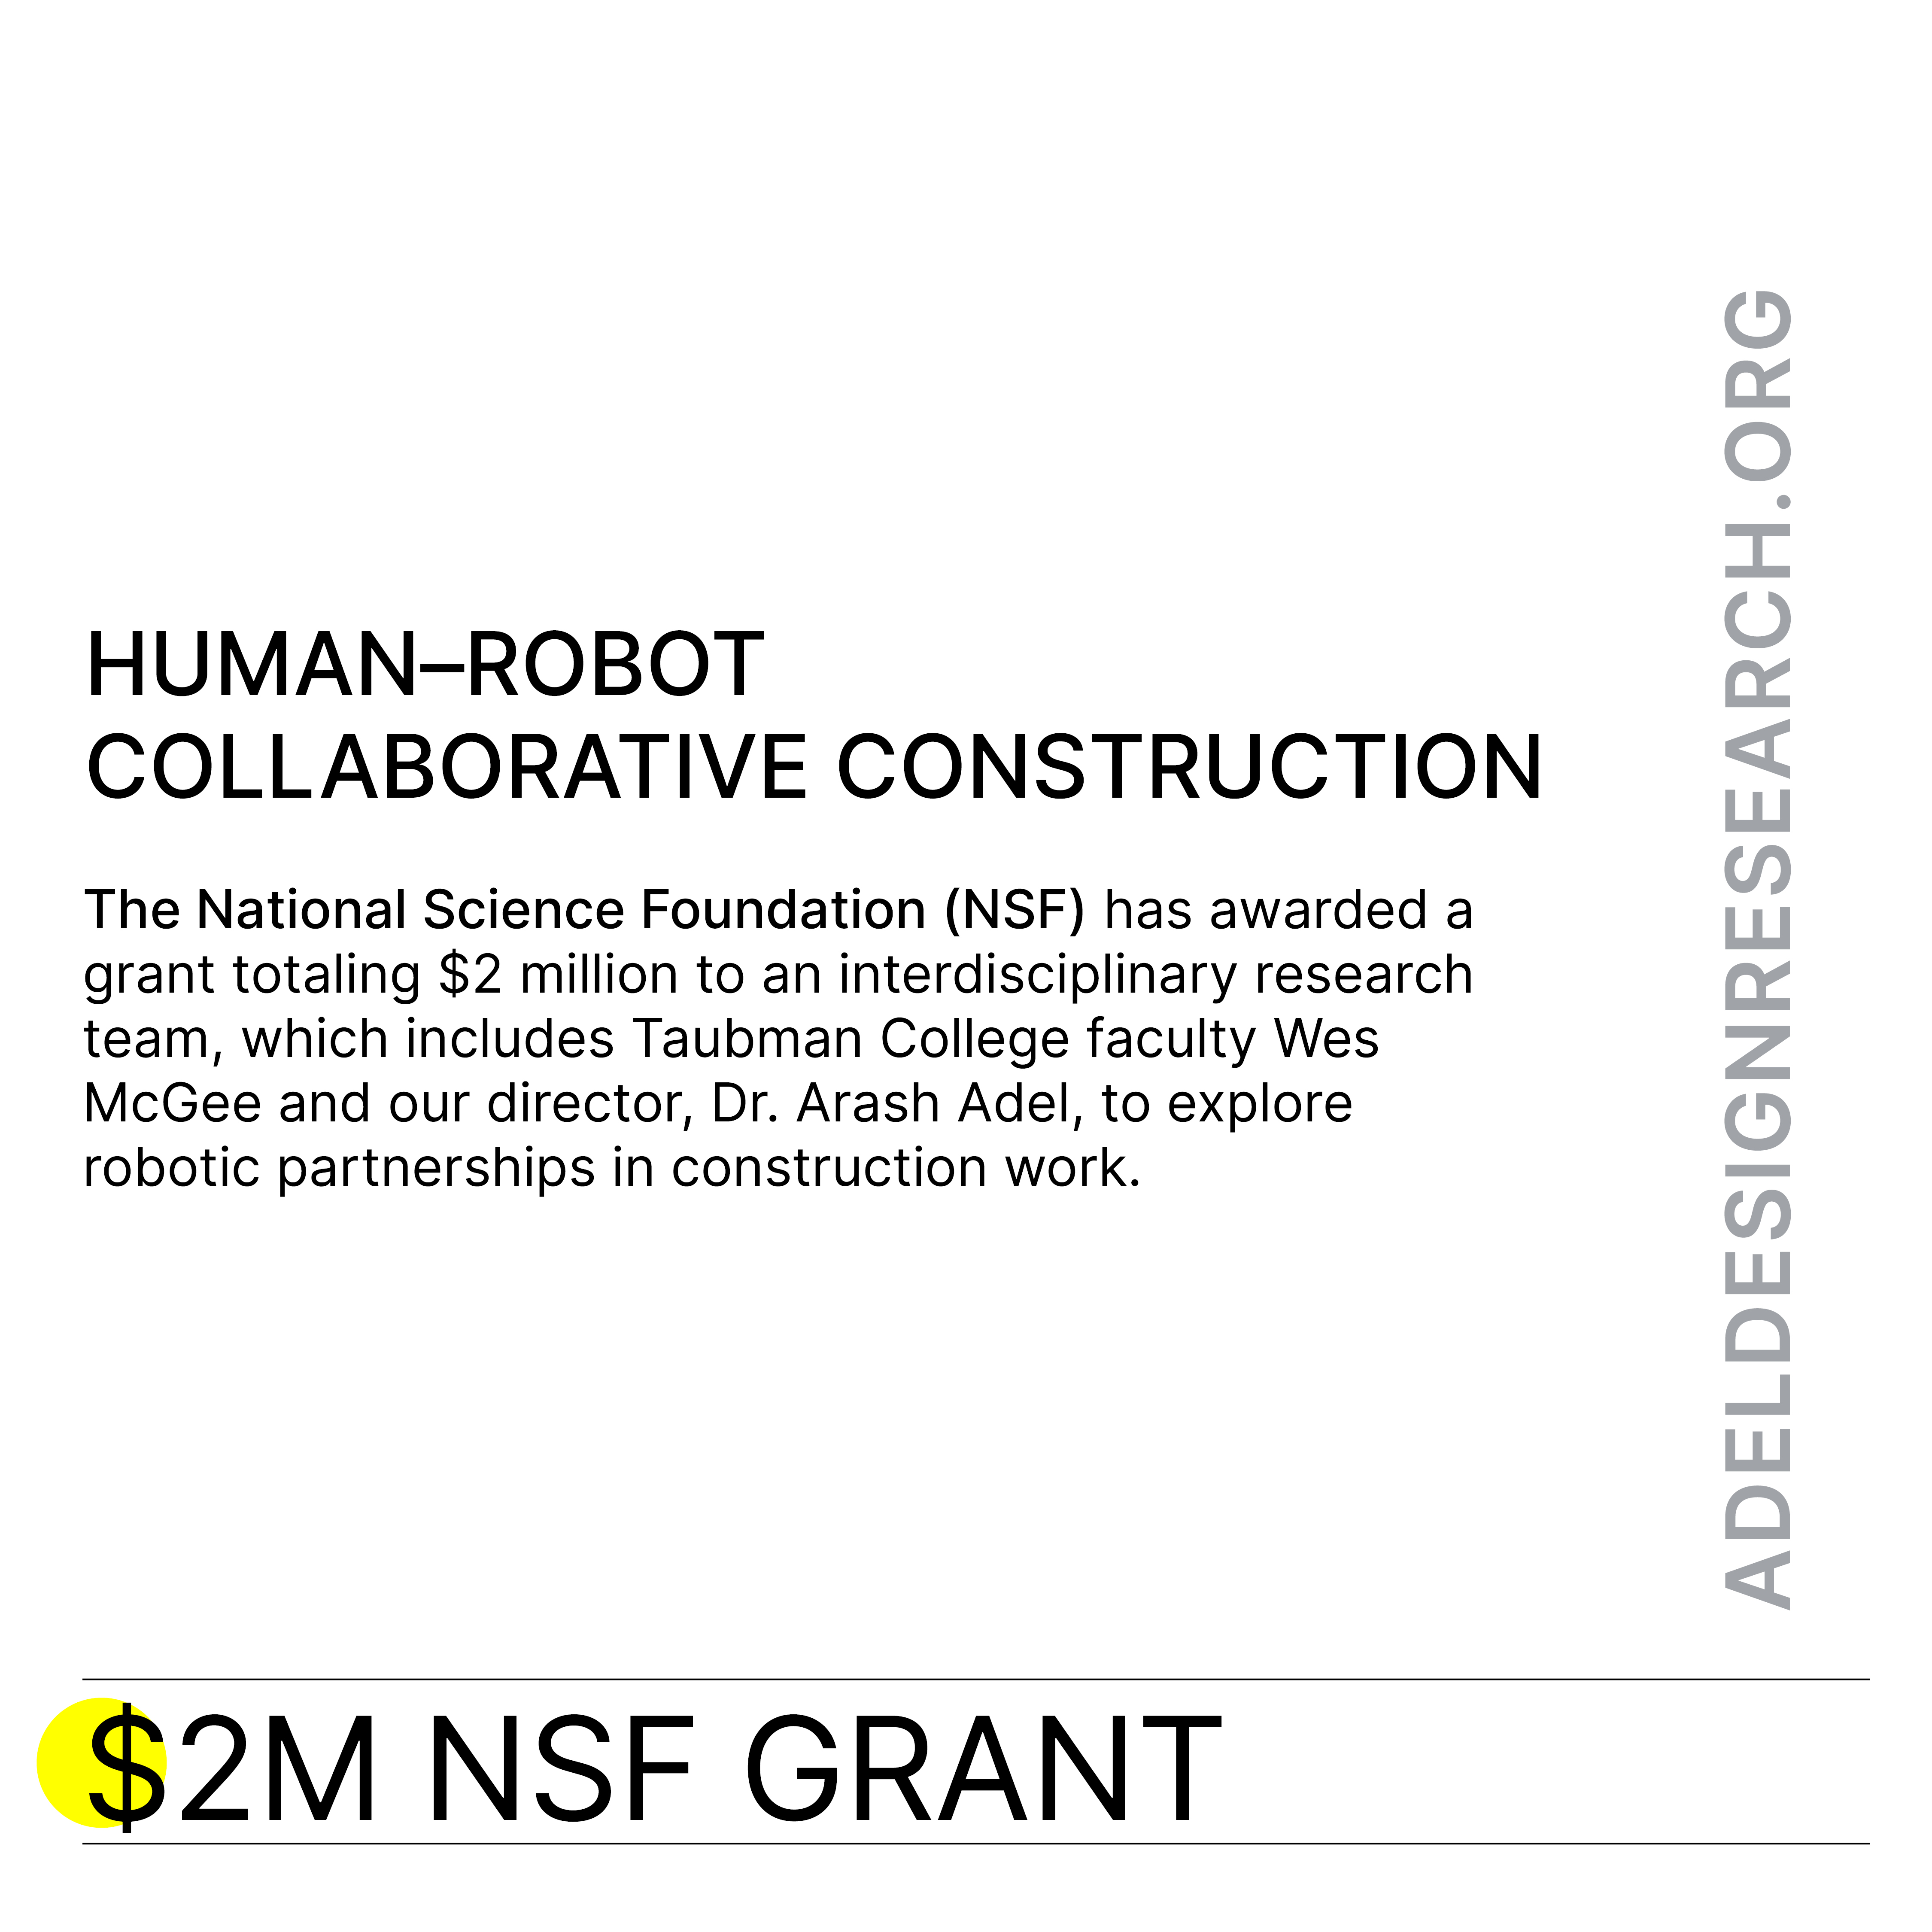 HUMAN–ROBOT
COLLABORATIVE CONSTRUCTION
The National Science Foundation (NSF) has awarded a
grant totaling $2 million to an interdisciplinary research
team, which includes Taubman College faculty Wes
McGee and our director, Dr. Arash Adel, to explore
robotic partnerships in construction work.
ADELDESIGNRESEARCH.ORG
$2M NSF GRANT